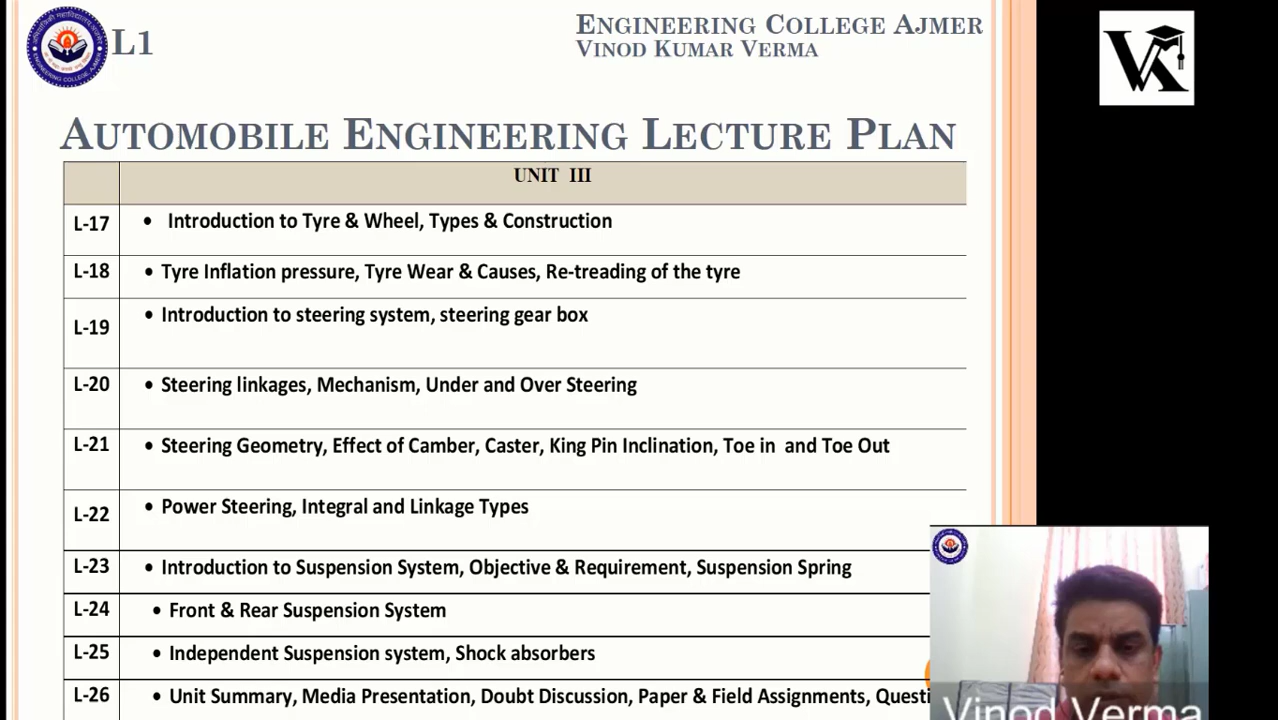 L1
ENGINEERING COLLEGE AJMER
VINOD KUMAR VERMA
AUTOMOBILE ENGINEERING LECTURE PLAN
UNIT III
L-17 • Introduction to Tyre & Wheel, Types & Construction
L-18 • Tyre Inflation pressure, Tyre Wear & Causes, Re-treading of the tyre
L-19 • Introduction to steering system, steering gear box
L-20 • Steering linkages, Mechanism, Under and Over Steering
L-21 • Steering Geometry, Effect of Camber, Caster, King Pin Inclination, Toe in and Toe Out
L-22 • Power Steering, Integral and Linkage Types
L-23 • Introduction to Suspension System, Objective & Requirement, Suspension Spring
L-24 • Front & Rear Suspension System
L-25 • Independent Suspension system, Shock absorbers
L-26 • Unit Summary, Media Presentation, Doubt Discussion, Paper & Field Assignments, Questi
Vinod Verma